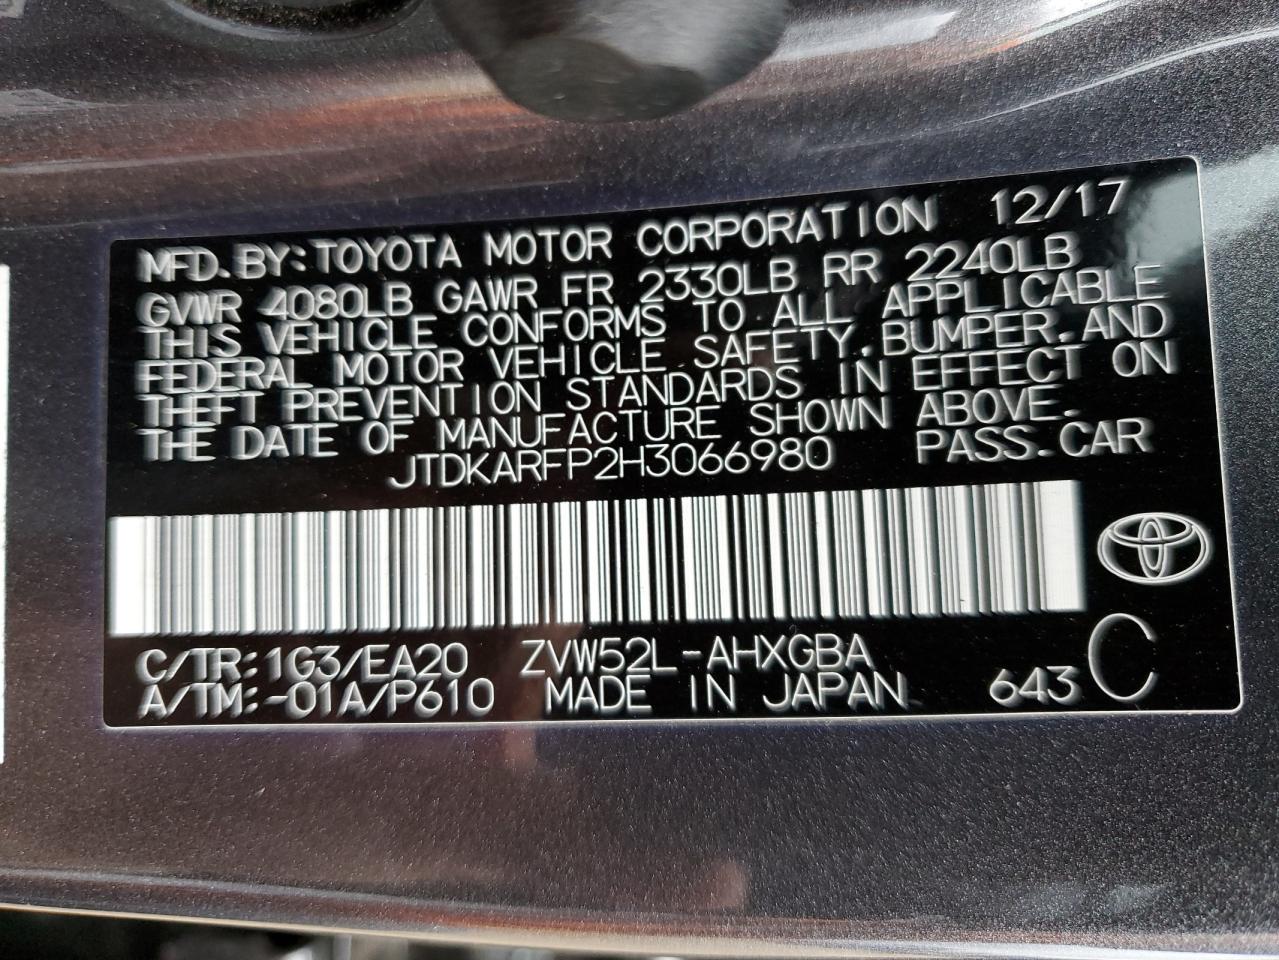 MFD.BY:TOYOTA MOTOR CORPORATION 12/17
GVWR 4080LB GAWR FR 2330LB RR 2240LB
THIS VEHICLE CONFORMS TO ALL APPLICABLE
FEDERAL MOTOR VEHICLE SAFETY,BUMPER,AND
THEFT PREVENTION STANDARDS IN EFFECT ON
THE DATE OF MANUFACTURE SHOWN ABOVE.
JTDKARFP2H3066980 PASS.CAR
C/TR:1G3/EA20 ZVW52L-AHXGBA
A/TM:-01A/P610 MADE IN JAPAN 643 C